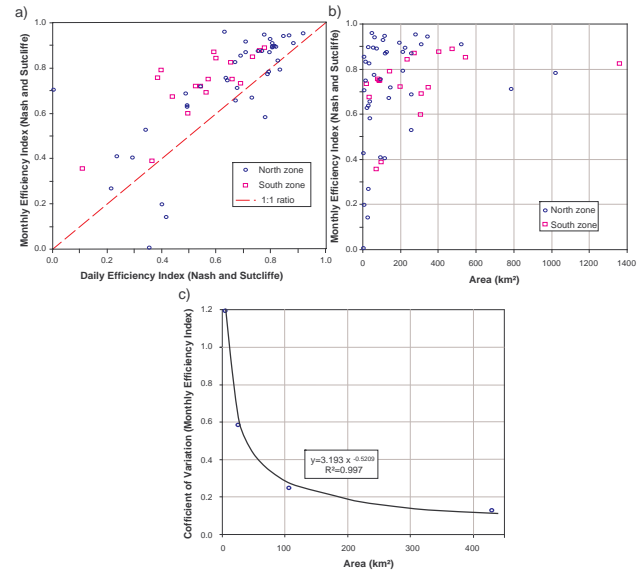 a)
Monthly Efficiency Index (Nash and Sutcliffe)
1.0
0.8
0.6
0.4
0.2
0.0
0.0 0.2 0.4 0.6 0.8 1.0
North zone
South zone
1:1 ratio
Daily Efficiency Index (Nash and Sutcliffe)
b)
Monthly Efficiency Index (Nash and Sutcliffe)
1.0
0.8
0.6
0.4
0.2
0.0
0 200 400 600 800 1000 1200 1400
North zone
South zone
Area (km²)
c)
Cofficient of Variation (Monthly Efficiency Index)
1.2
1.0
0.8
0.6
0.4
0.2
0.0
0 100 200 300 400
y=3.193 x -0.5209
R²=0.997
Area (km²)